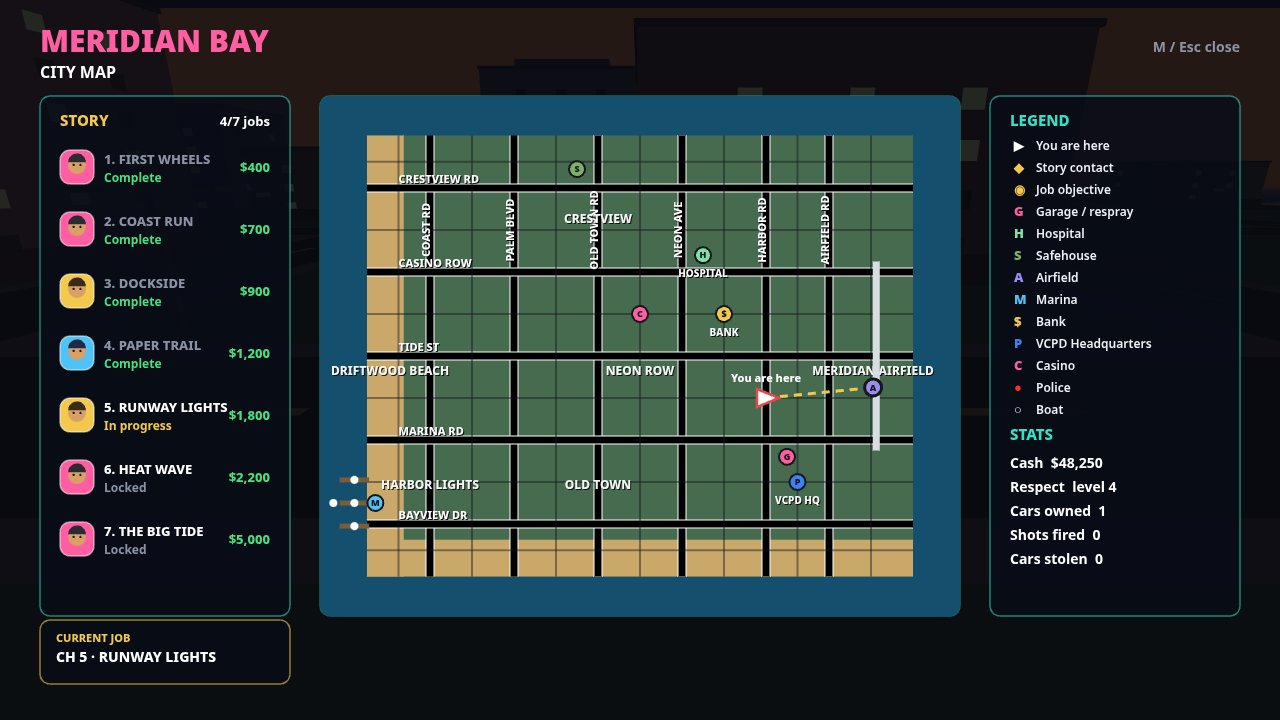 MERIDIAN BAY
CITY MAP
M / Esc close
STORY
4/7 jobs
1. FIRST WHEELS
Complete
$400
2. COAST RUN
Complete
$700
3. DOCKSIDE
Complete
$900
4. PAPER TRAIL
Complete
$1,200
5. RUNWAY LIGHTS
In progress
$1,800
6. HEAT WAVE
Locked
$2,200
7. THE BIG TIDE
Locked
$5,000
CURRENT JOB
CH 5 · RUNWAY LIGHTS
S
CRESTVIEW RD
CRESTVIEW
COAST RD
PALM BLVD
OLD TOWN RD
NEON AVE
HARBOR RD
AIRFIELD RD
H
CASINO ROW
HOSPITAL
C
$
BANK
TIDE ST
DRIFTWOOD BEACH
NEON ROW
MERIDIAN AIRFIELD
You are here
A
MARINA RD
G
HARBOR LIGHTS
OLD TOWN
P
VCPD HQ
M
BAYVIEW DR
LEGEND
You are here
Story contact
Job objective
G Garage / respray
H Hospital
S Safehouse
A Airfield
M Marina
$ Bank
P VCPD Headquarters
C Casino
Police
Boat
STATS
Cash $48,250
Respect level 4
Cars owned 1
Shots fired 0
Cars stolen 0